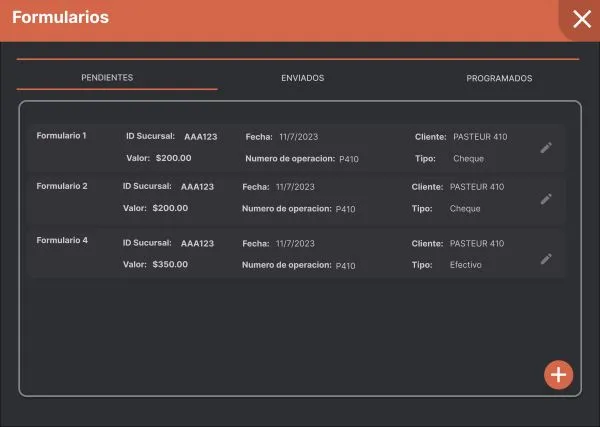 Formularios
PENDIENTES ENVIADOS PROGRAMADOS
Formulario 1 ID Sucursal: AAA123 Fecha: 11/7/2023 Cliente: PASTEUR 410
Valor: $200.00 Numero de operacion: P410 Tipo: Cheque
Formulario 2 ID Sucursal: AAA123 Fecha: 11/7/2023 Cliente: PASTEUR 410
Valor: $200.00 Numero de operacion: P410 Tipo: Cheque
Formulario 4 ID Sucursal: AAA123 Fecha: 11/7/2023 Cliente: PASTEUR 410
Valor: $350.00 Numero de operacion: P410 Tipo: Efectivo